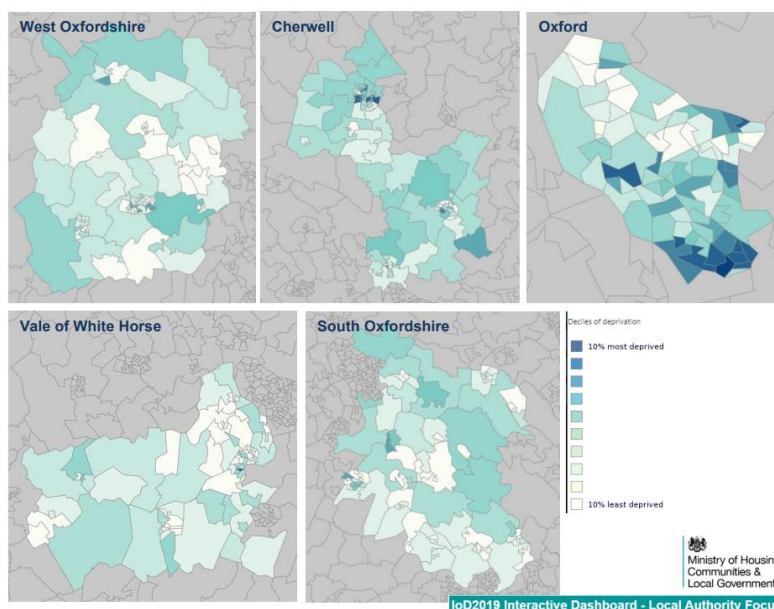 West Oxfordshire
Cherwell
Oxford
Vale of White Horse
South Oxfordshire
Deciles of deprivation
10% most deprived
10% least deprived
Ministry of Housin
Communities &
Local Government
IoD2019 Interactive Dashboard - Local Authority Focu